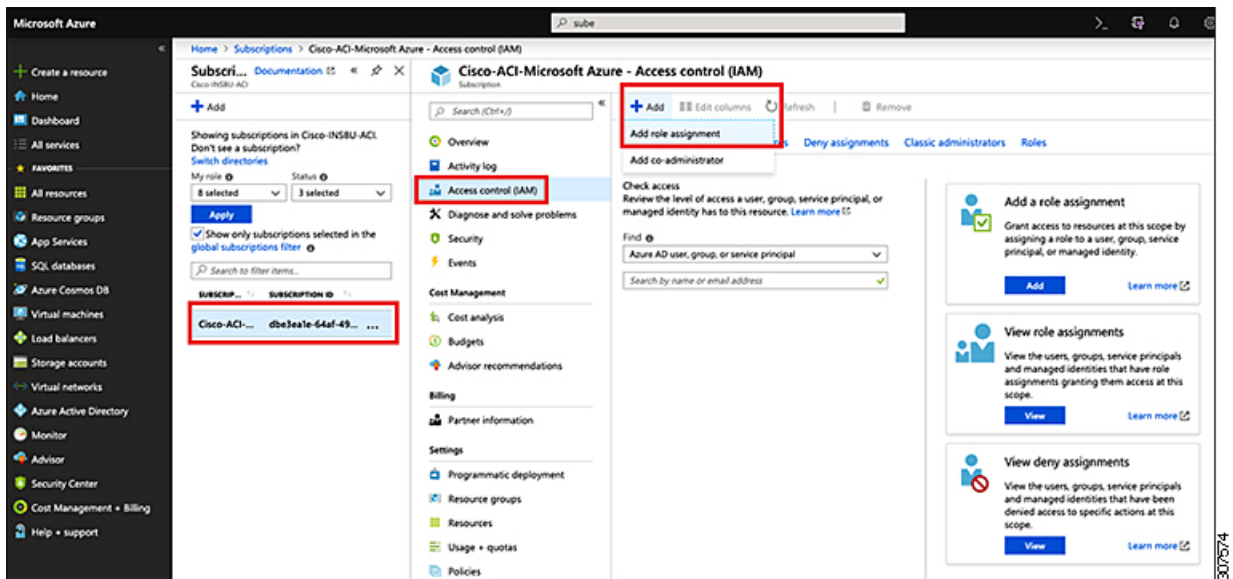 Microsoft Azure
sube
Create a resource
Home
Dashboard
All services
FAVORITES
All resources
Resource groups
App Services
SQL databases
Azure Cosmos DB
Virtual machines
Load balancers
Storage accounts
Virtual networks
Azure Active Directory
Monitor
Advisor
Security Center
Cost Management + Billing
Help + support
Home > Subscriptions > Cisco-ACI-Microsoft Azure - Access control (IAM)
Subscri... Documentation
Cisco-INSBU-ACI
Add
Showing subscriptions in Cisco-INSBU-ACI.
Don't see a subscription?
Switch directories
My role Status
8 selected 3 selected
Apply
Show only subscriptions selected in the
global subscriptions filter
Search to filter items...
SUBSCRIP... SUBSCRIPTION ID
Cisco-ACI-... dbe3ea1e-64af-49... ...
Cisco-ACI-Microsoft Azure - Access control (IAM)
Subscription
Search (Ctrl+/)
Overview
Activity log
Access control (IAM)
Diagnose and solve problems
Security
Events
Cost Management
Cost analysis
Budgets
Advisor recommendations
Billing
Partner information
Settings
Programmatic deployment
Resource groups
Resources
Usage + quotas
Policies
Add Edit columns Refresh | Remove
Add role assignment
Add co-administrator
Deny assignments Classic administrators Roles
Check access
Review the level of access a user, group, service principal, or
managed identity has to this resource. Learn more
Find
Azure AD user, group, or service principal
Search by name or email address
Add a role assignment
Grant access to resources at this scope by
assigning a role to a user, group, service
principal, or managed identity.
Add Learn more
View role assignments
View the users, groups, service principals
and managed identities that have role
assignments granting them access at this
scope.
View Learn more
View deny assignments
View the users, groups, service principals
and managed identities that have been
denied access to specific actions at this
scope.
View Learn more
307574